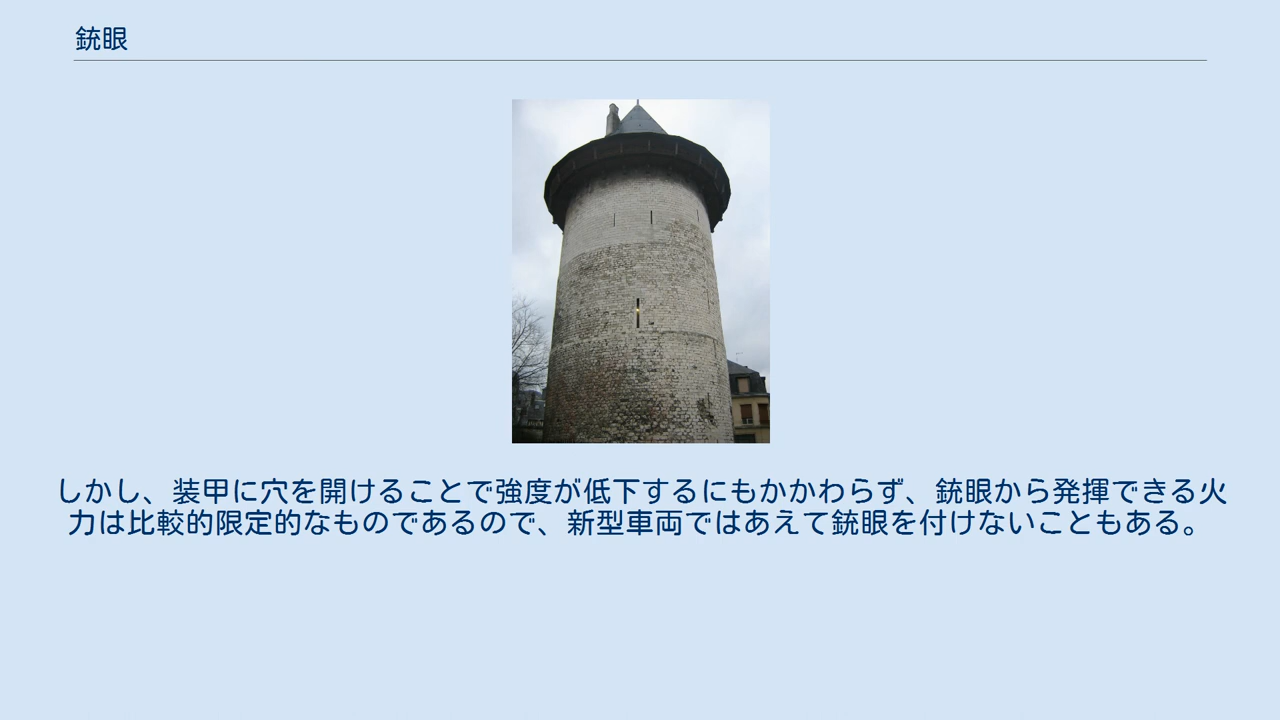 銃眼
しかし、装甲に穴を開けることで強度が低下するにもかかわらず、銃眼から発揮できる火
力は比較的限定的なものであるので、新型車両ではあえて銃眼を付けないこともある。